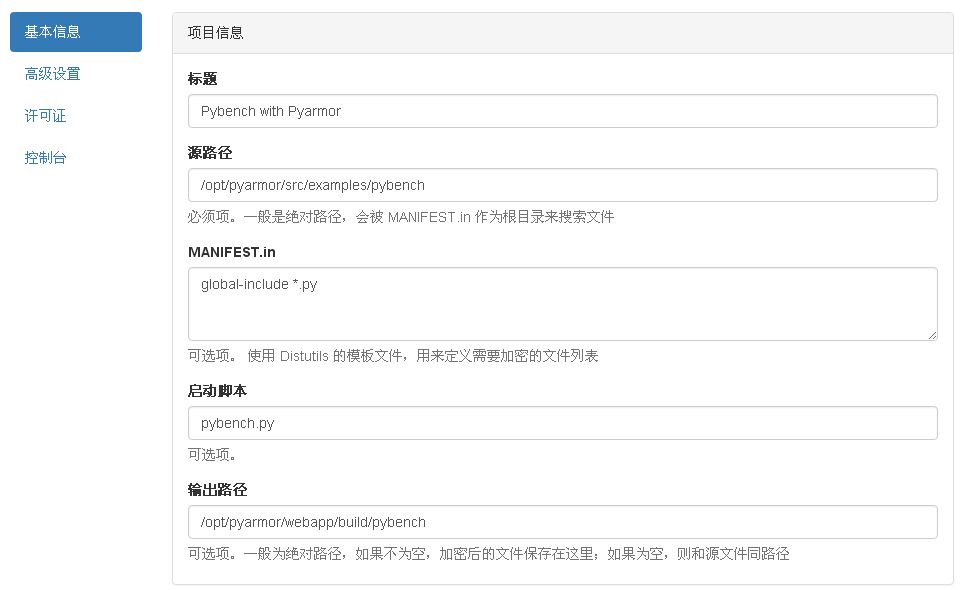 基本信息
高级设置
许可证
控制台
项目信息
标题
Pybench with Pyarmor
源路径
/opt/pyarmor/src/examples/pybench
必须项。一般是绝对路径，会被 MANIFEST.in 作为根目录来搜索文件
MANIFEST.in
global-include *.py
可选项。 使用 Distutils 的模板文件，用来定义需要加密的文件列表
启动脚本
pybench.py
可选项。
输出路径
/opt/pyarmor/webapp/build/pybench
可选项。一般为绝对路径，如果不为空，加密后的文件保存在这里；如果为空，则和源文件同路径